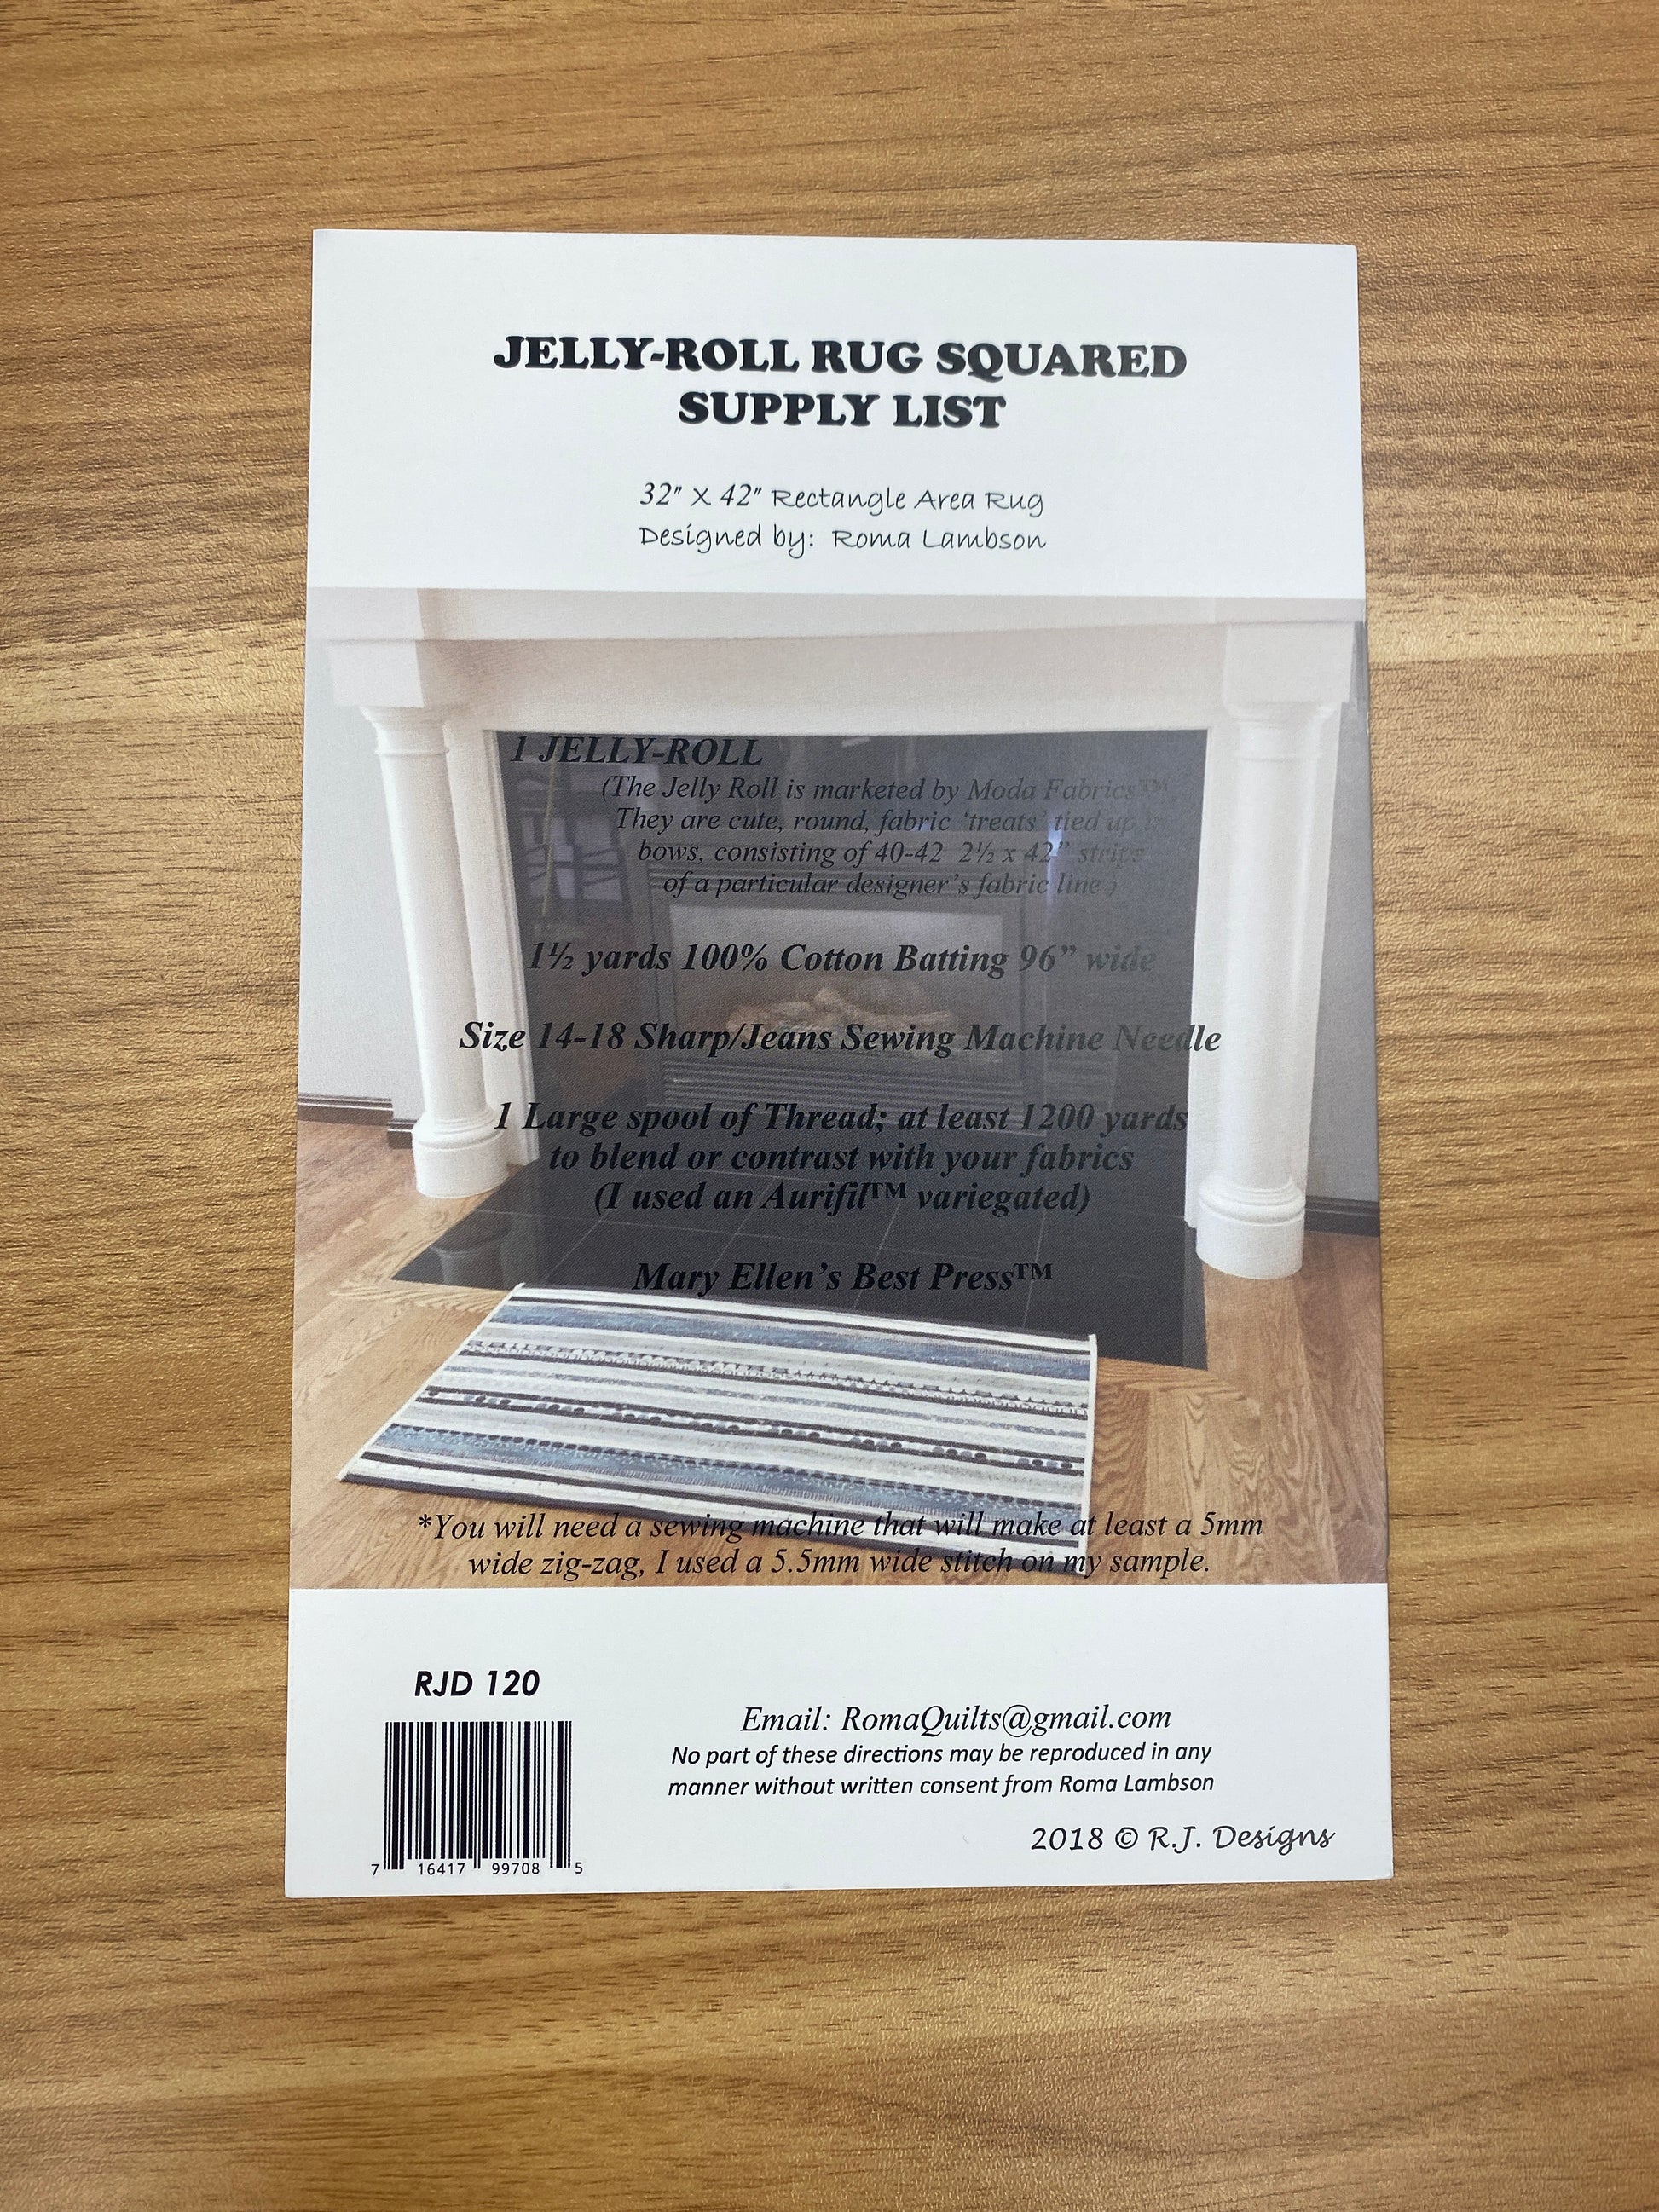 JELLY-ROLL RUG SQUARED
SUPPLY LIST
32" X 42" Rectangle Area Rug
Designed by: Roma Lambson
1 JELLY-ROLL
(The Jelly Roll is marketed by Moda Fabrics™
They are cute, round, fabric ‘treats’ tied up in
bows, consisting of 40-42 2½ x 42” strips
of a particular designer’s fabric line )
1½ yards 100% Cotton Batting 96” wide
Size 14-18 Sharp/Jeans Sewing Machine Needle
1 Large spool of Thread; at least 1200 yards
to blend or contrast with your fabrics
(I used an Aurifil™ variegated)
Mary Ellen’s Best Press™
*You will need a sewing machine that will make at least a 5mm
wide zig-zag, I used a 5.5mm wide stitch on my sample.
RJD 120
7 16417 99708 5
Email: RomaQuilts@gmail.com
No part of these directions may be reproduced in any
manner without written consent from Roma Lambson
2018 © R.J. Designs